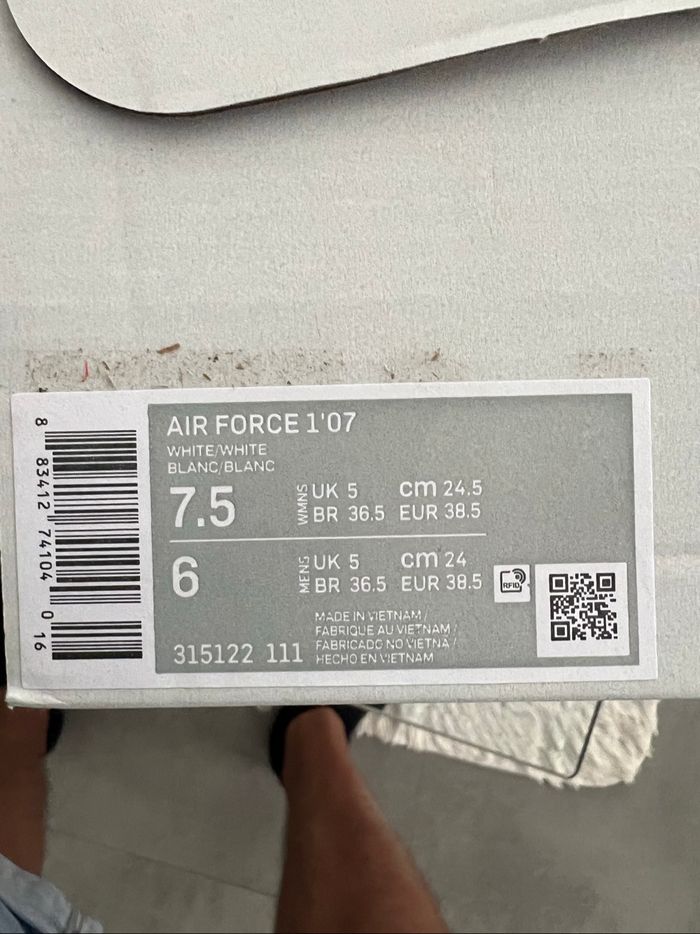 AIR FORCE 1'07
WHITE/WHITE
BLANC/BLANC
7.5
WMNS
UK 5 cm 24.5
BR 36.5 EUR 38.5
6
MENS
UK 5 cm 24
BR 36.5 EUR 38.5
RFID
315122 111
MADE IN VIETNAM /
FABRIQUE AU VIETNAM /
FABRICADO NO VIETNA /
HECHO EN VIETNAM
8 83412 74104 0 16